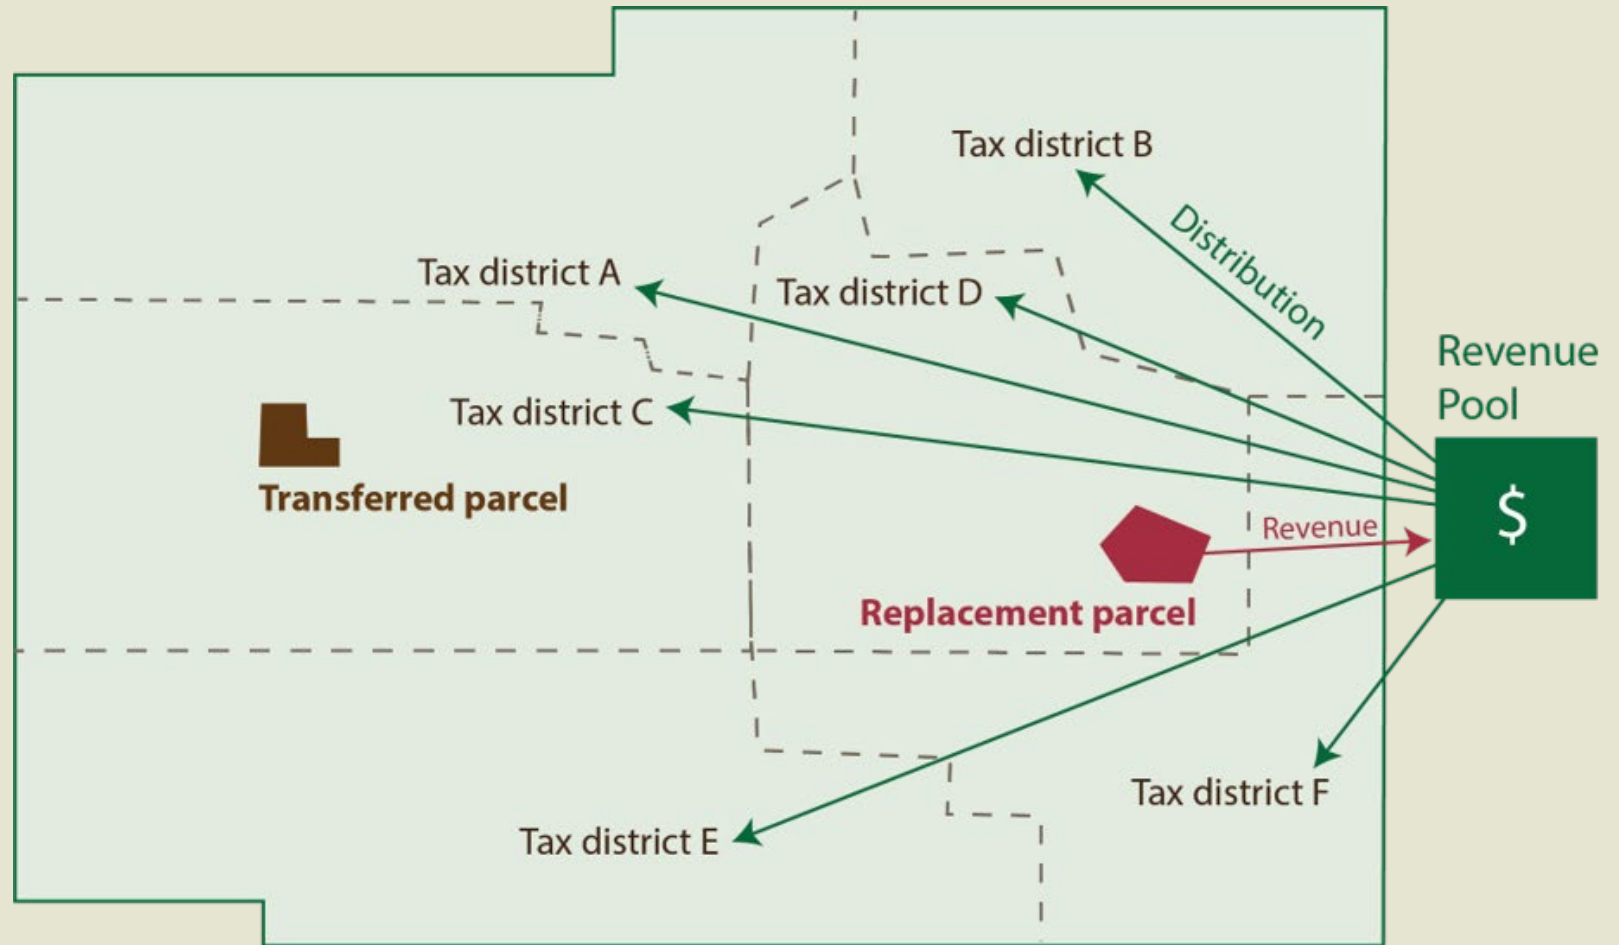 Tax district B
Distribution
Tax district A
Tax district D
Revenue
Pool
Tax district C
Transferred parcel
$
Revenue
Replacement parcel
Tax district F
Tax district E